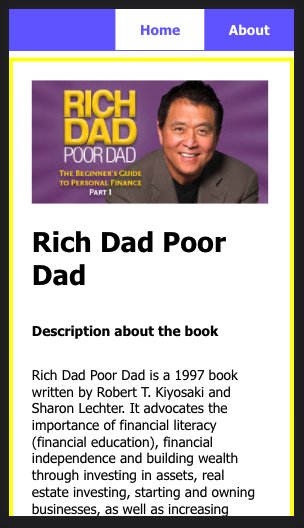 Home About
RICH
DAD
POOR DAD
THE BEGINNER'S GUIDE
TO PERSONAL FINANCE
PART 1
Rich Dad Poor
Dad
Description about the book
Rich Dad Poor Dad is a 1997 book
written by Robert T. Kiyosaki and
Sharon Lechter. It advocates the
importance of financial literacy
(financial education), financial
independence and building wealth
through investing in assets, real
estate investing, starting and owning
businesses, as well as increasing